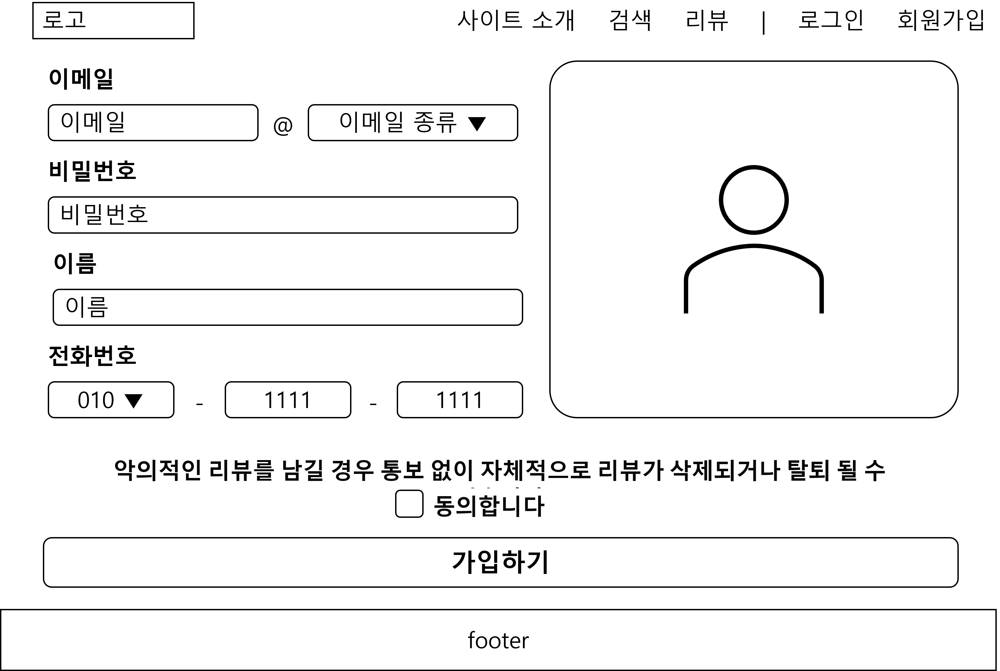 로고
사이트 소개 검색 리뷰 | 로그인 회원가입
이메일
이메일 @ 이메일 종류 ▼
비밀번호
비밀번호
이름
이름
전화번호
010 ▼ - 1111 - 1111
악의적인 리뷰를 남길 경우 통보 없이 자체적으로 리뷰가 삭제되거나 탈퇴 될 수
동의합니다
가입하기
footer